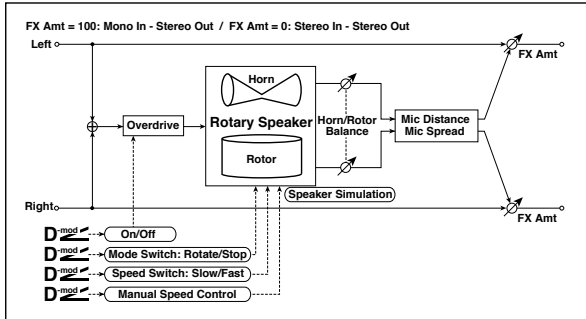 FX Amt = 100: Mono In - Stereo Out / FX Amt = 0: Stereo In - Stereo Out
Left
FX Amt
Horn
Overdrive
Rotary Speaker
Horn/Rotor
Balance
Mic Distance
Mic Spread
Rotor
Speaker Simulation
Right
FX Amt
D-mod
On/Off
D-mod
Mode Switch: Rotate/Stop
D-mod
Speed Switch: Slow/Fast
D-mod
Manual Speed Control